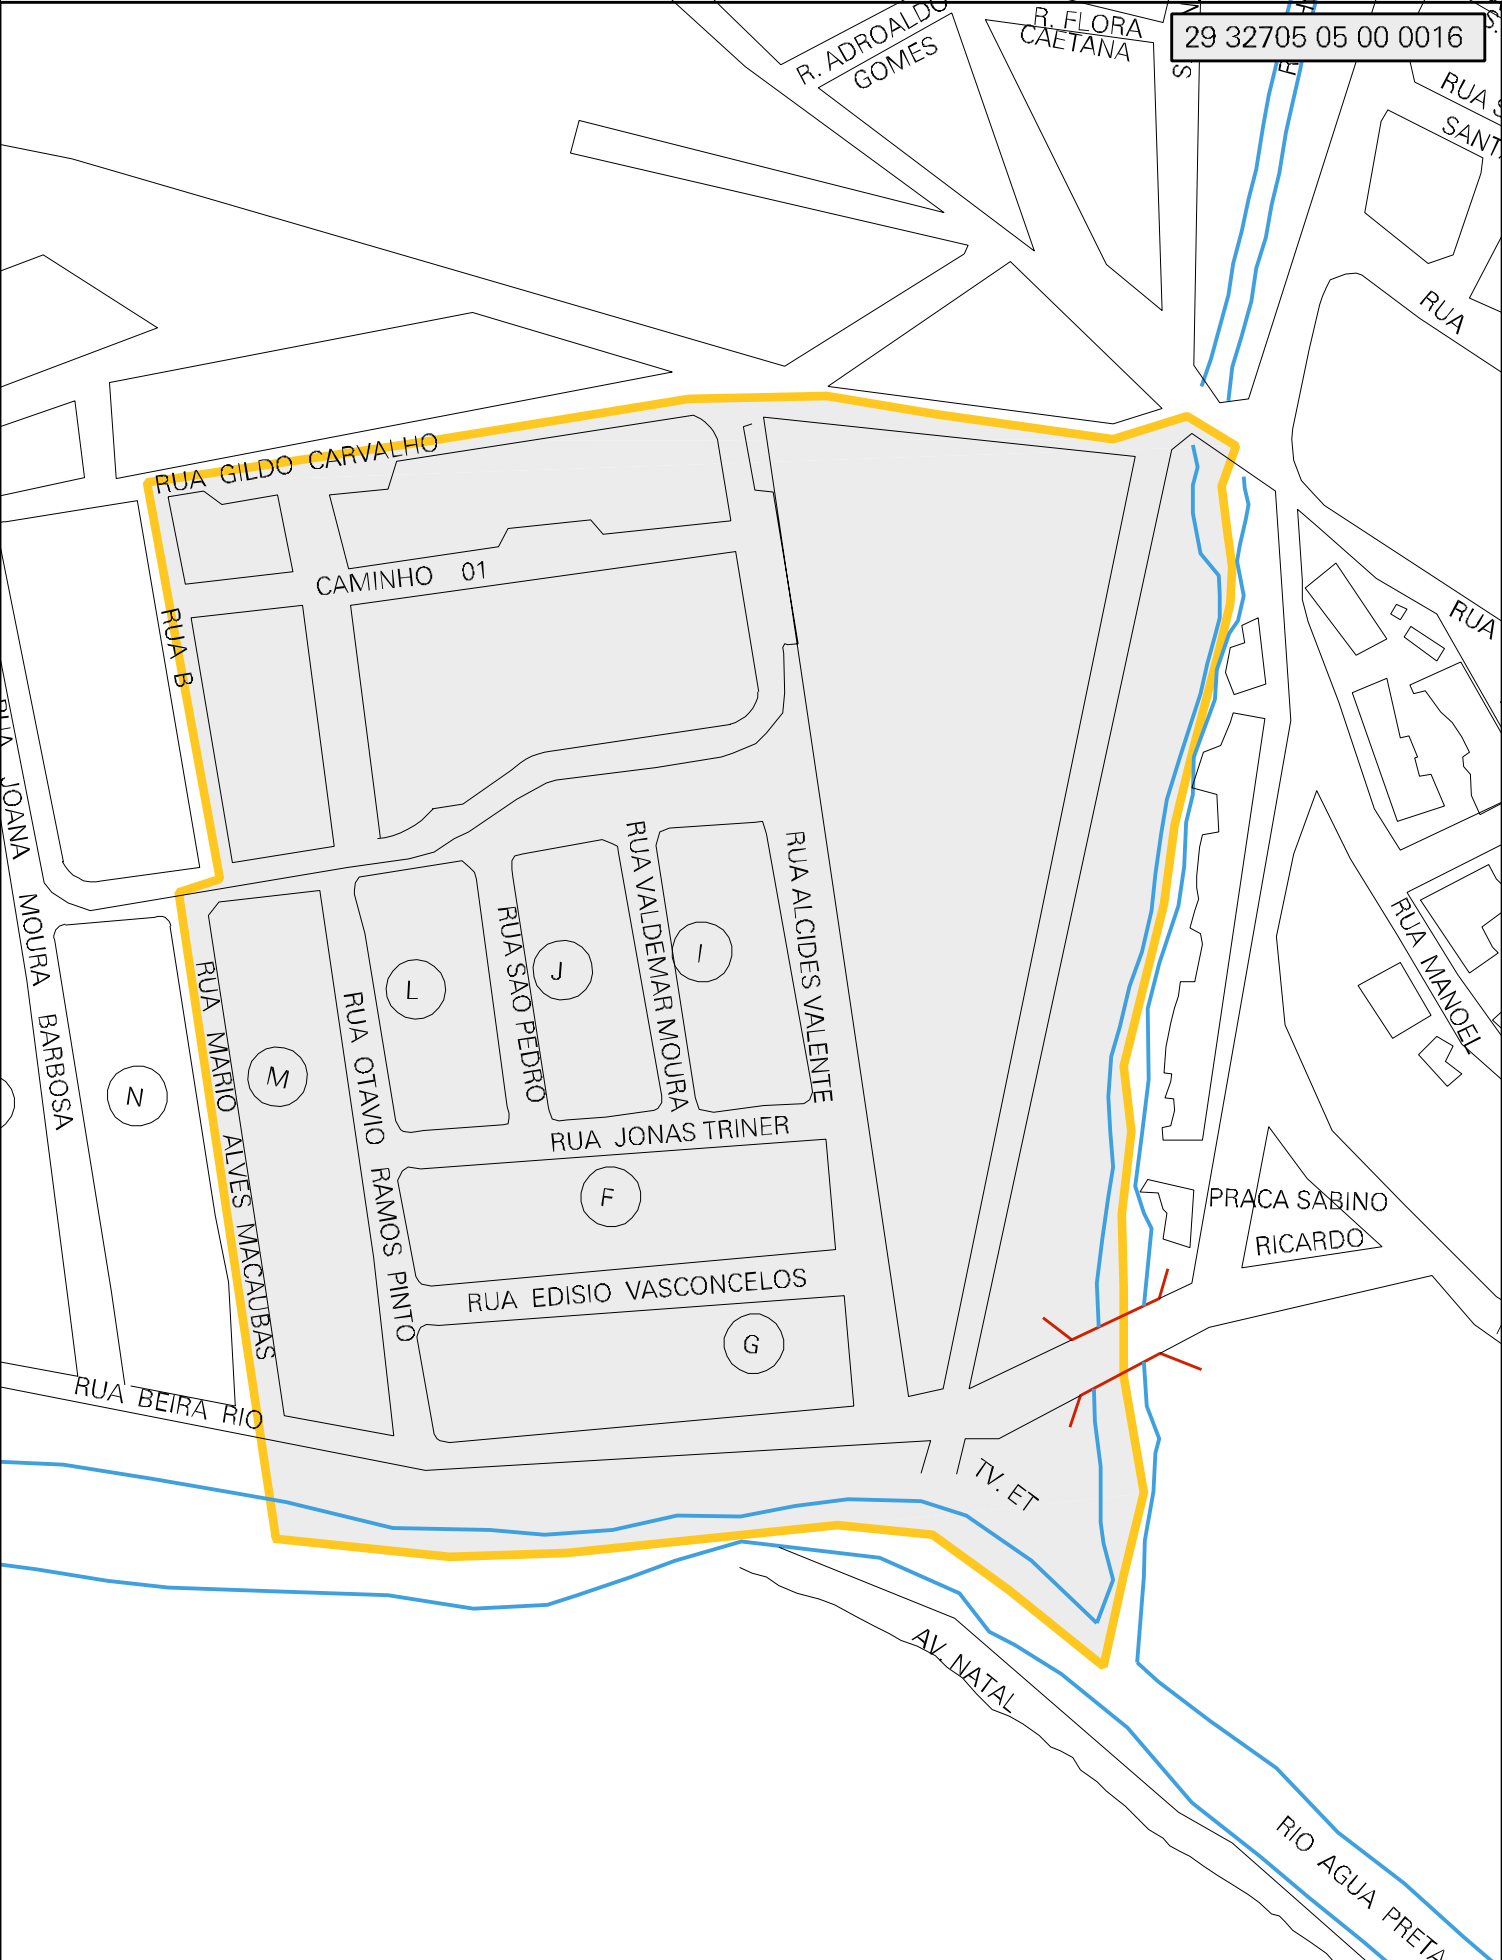 R. ADROALDO
GOMES
R. FLORA
CAETANA
29 32705 05 00 0016
RUA
RUA GILDO CARVALHO
CAMINHO 01
RUA B
RUA
JOANA MOURA BARBOSA
RUA MARIO ALVES MACAUBAS
RUA OTAVIO RAMOS PINTO
RUA SAO PEDRO
RUA VALDEMAR MOURA
RUA ALCIDES VALENTE
L
J
I
M
N
RUA MANOEL
RUA JONAS TRINER
F
PRACA SABINO
RICARDO
RUA EDISIO VASCONCELOS
G
RUA BEIRA RIO
TV. ET
AV. NATAL
RIO AGUA PRETA